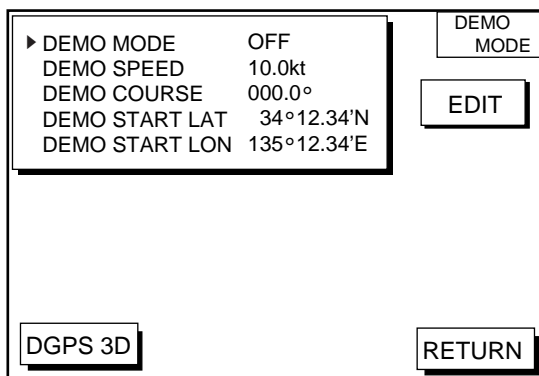 DEMO
MODE
▶ DEMO MODE OFF
DEMO SPEED 10.0kt
DEMO COURSE 000.0°
DEMO START LAT 34°12.34'N
DEMO START LON 135°12.34'E
EDIT
DGPS 3D
RETURN